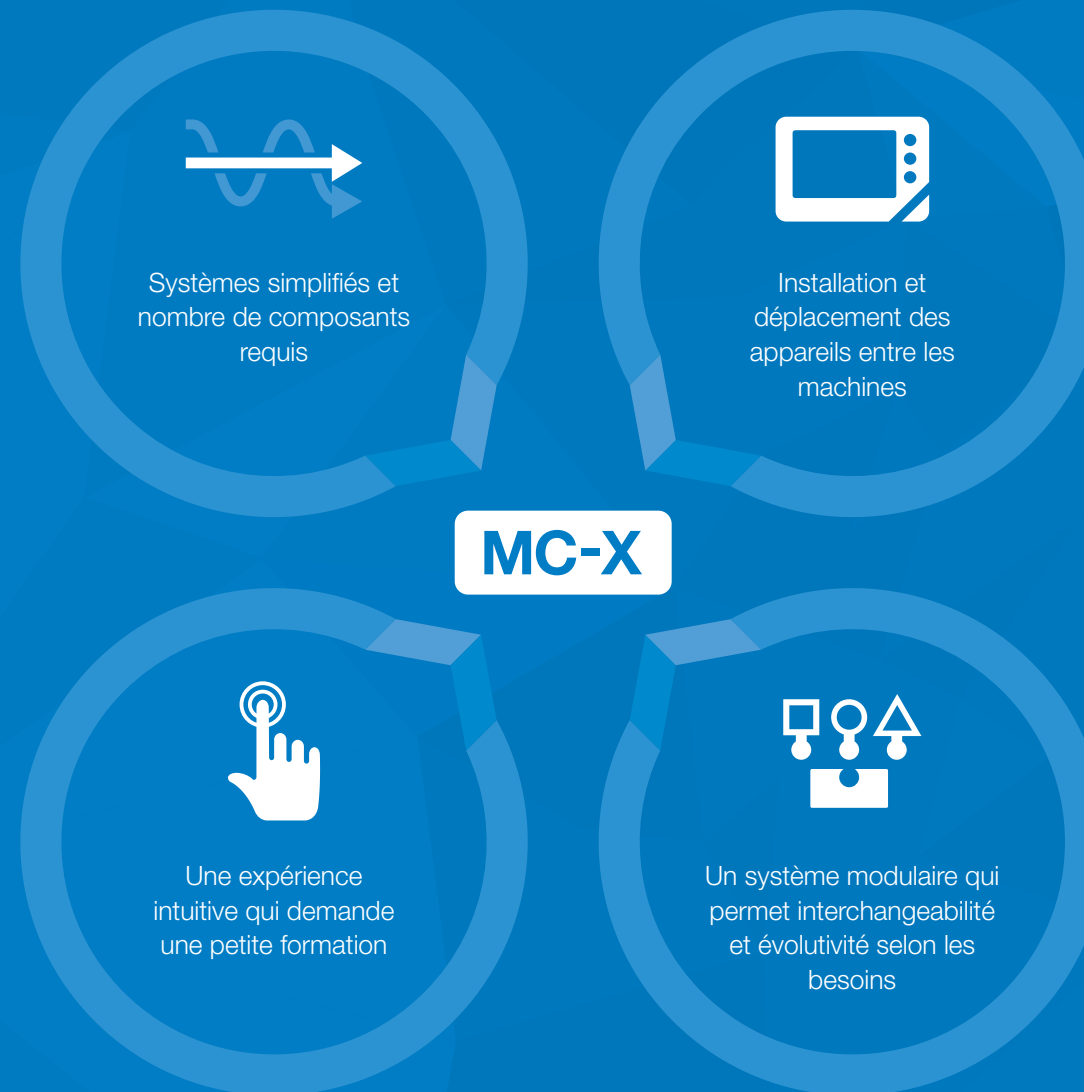 Systèmes simplifiés et
nombre de composants
requis
Installation et
déplacement des
appareils entre les
machines
MC-X
Une expérience
intuitive qui demande
une petite formation
Un système modulaire qui
permet interchangeabilité
et évolutivité selon les
besoins